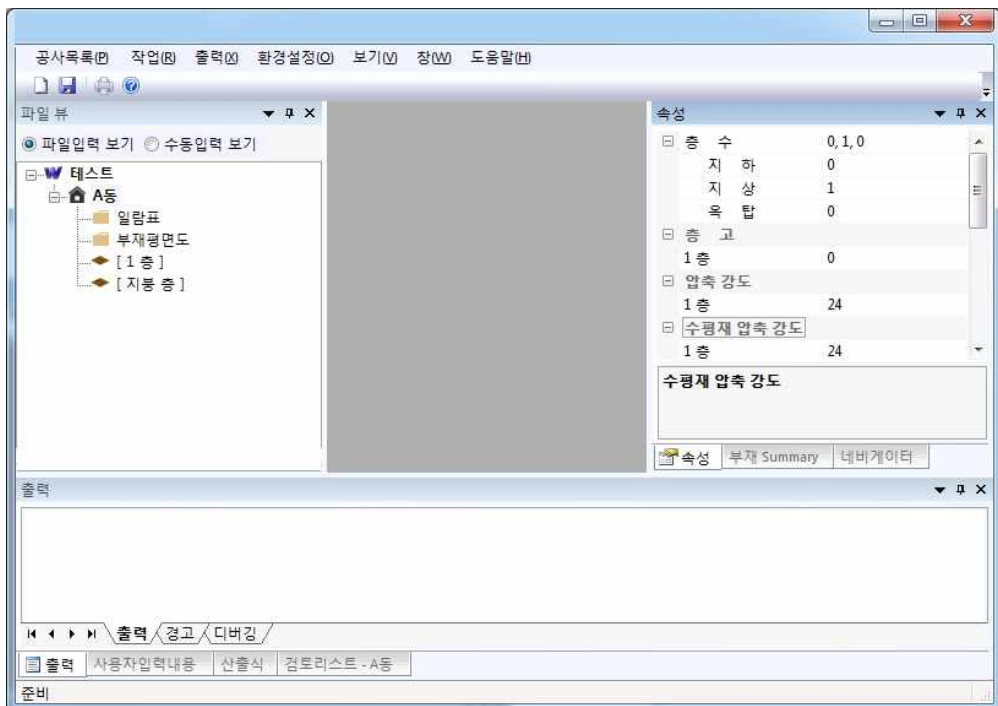 공사목록(P) 작업(R) 출력(X) 환경설정(O) 보기(V) 창(W) 도움말(H)
파일 뷰
파일입력 보기 수동입력 보기
테스트
A동
일람표
부재평면도
[ 1 층 ]
[ 지붕 층 ]
속성
층 수 0, 1, 0
지 하 0
지 상 1
옥 탑 0
층 고
1 층 0
압축 강도
1 층 24
수평재 압축 강도
1 층 24
수평재 압축 강도
속성 부재 Summary 네비게이터
출력
출력 경고 디버깅
출력 사용자입력내용 산출식 검토리스트 - A동
준비